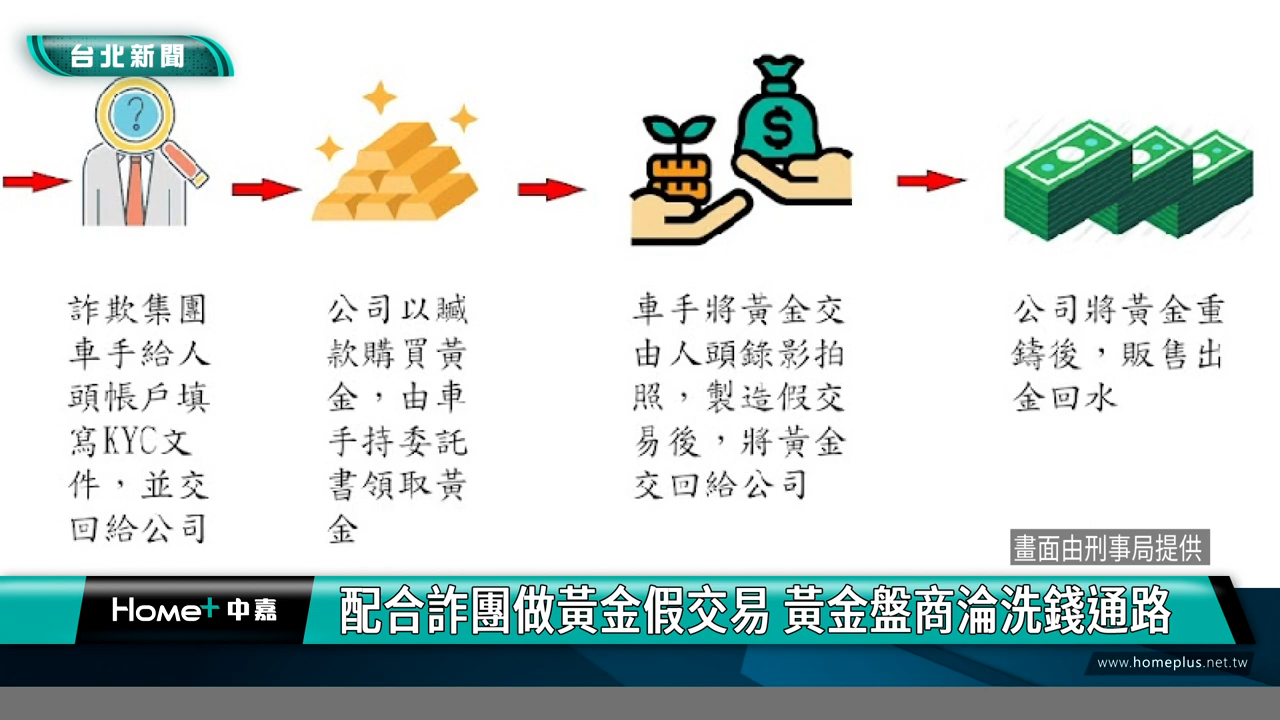 台北新聞
?
$
詐欺集團
車手給人
頭帳戶填
寫KYC文
件，並交
回給公司
公司以贓
款購買黃
金，由車
手持委託
書領取黃
金
車手將黃金交
由人頭錄影拍
照，製造假交
易後，將黃金
交回給公司
公司將黃金重
鑄後，販售出
金回水
畫面由刑事局提供
Home+中嘉
配合詐團做黃金假交易 黃金盤商淪洗錢通路
www.homeplus.net.tw